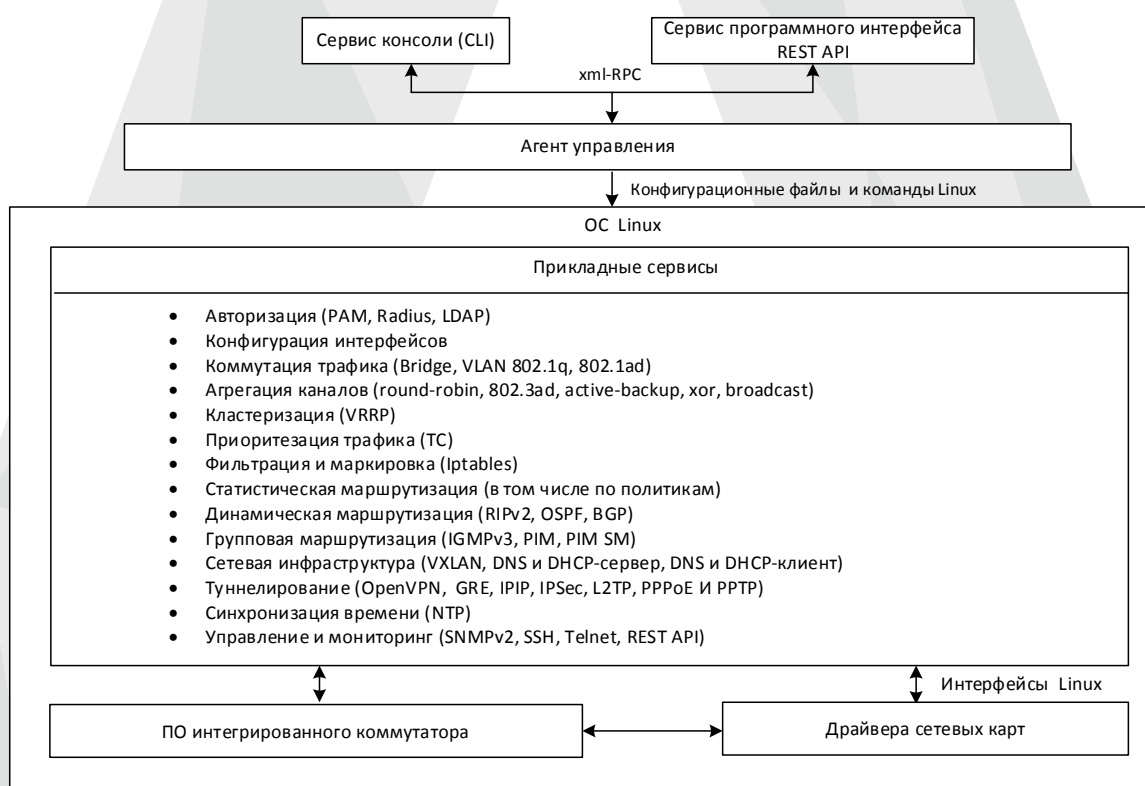 Сервис консоли (CLI)
Сервис программного интерфейса
REST API
xml-RPC
Агент управления
Конфигурационные файлы и команды Linux
ОС Linux
Прикладные сервисы
• Авторизация (PAM, Radius, LDAP)
• Конфигурация интерфейсов
• Коммутация трафика (Bridge, VLAN 802.1q, 802.1ad)
• Агрегация каналов (round-robin, 802.3ad, active-backup, xor, broadcast)
• Кластеризация (VRRP)
• Приоритезация трафика (TC)
• Фильтрация и маркировка (Iptables)
• Статистическая маршрутизация (в том числе по политикам)
• Динамическая маршрутизация (RIPv2, OSPF, BGP)
• Групповая маршрутизация (IGMPv3, PIM, PIM SM)
• Сетевая инфраструктура (VXLAN, DNS и DHCP-сервер, DNS и DHCP-клиент)
• Туннелирование (OpenVPN, GRE, IPIP, IPSec, L2TP, PPPoE И PPTP)
• Синхронизация времени (NTP)
• Управление и мониторинг (SNMPv2, SSH, Telnet, REST API)
Интерфейсы Linux
ПО интегрированного коммутатора
Драйвера сетевых карт